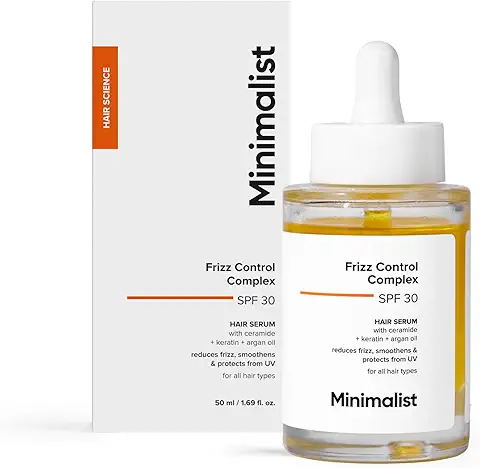 HAIR SCIENCE
Minimalist
Frizz Control
Complex
SPF 30
HAIR SERUM
with ceramide
+ keratin + argan oil
reduces frizz, smoothens
& protects from UV
for all hair types
50 ml / 1.69 fl. oz.
Frizz Control
Complex
SPF 30
HAIR SERUM
with ceramide
+ keratin + argan oil
reduces frizz, smoothens &
protects from UV
for all hair types
Minimalist